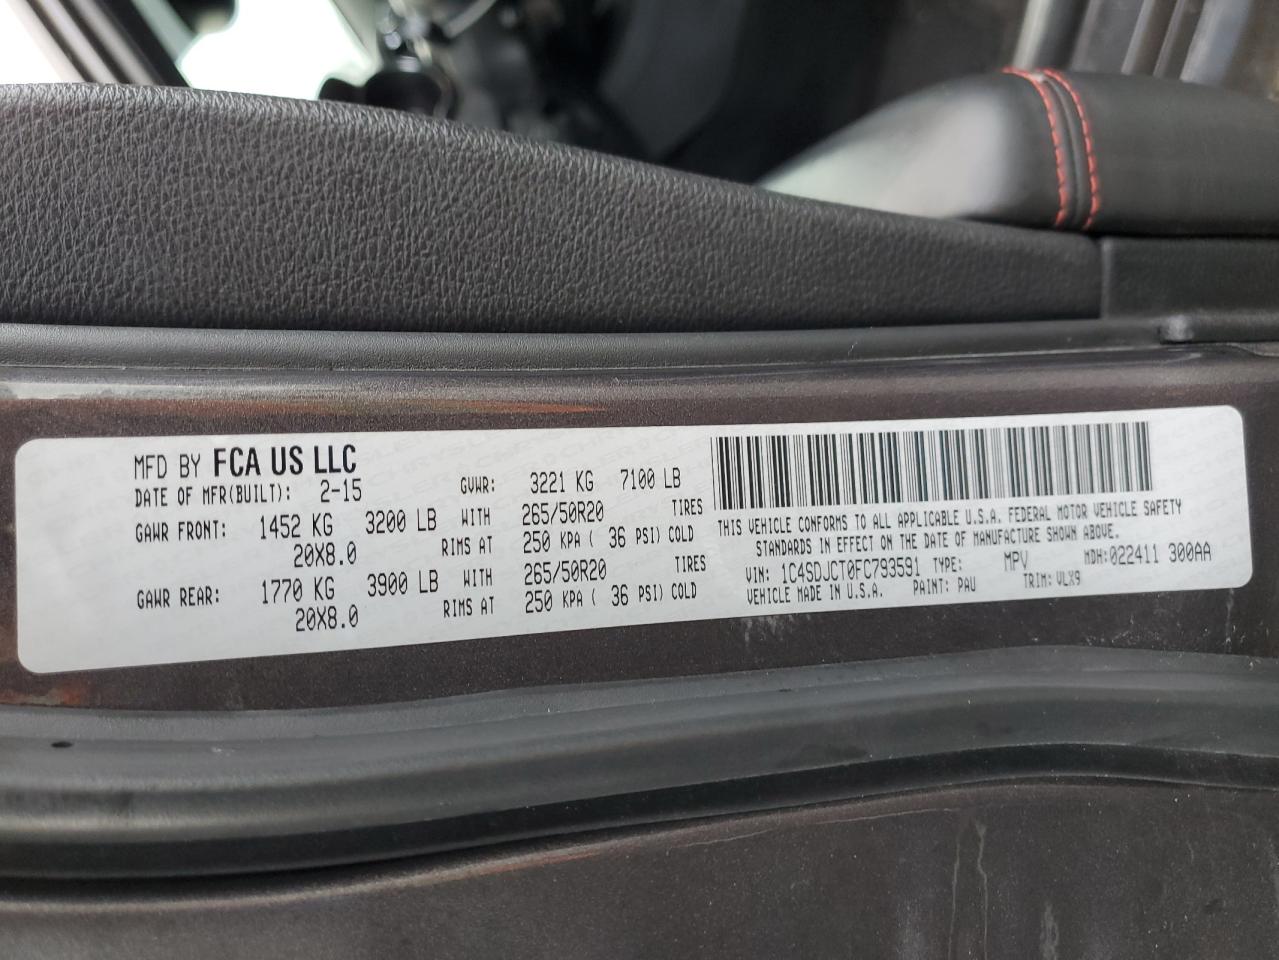 MFD BY FCA US LLC
DATE OF MFR(BUILT): 2-15 GVWR: 3221 KG 7100 LB
GAWR FRONT: 1452 KG 3200 LB WITH 265/50R20 TIRES
20X8.0 RIMS AT 250 KPA ( 36 PSI) COLD
GAWR REAR: 1770 KG 3900 LB WITH 265/50R20 TIRES
20X8.0 RIMS AT 250 KPA ( 36 PSI) COLD
THIS VEHICLE CONFORMS TO ALL APPLICABLE U.S.A. FEDERAL MOTOR VEHICLE SAFETY
STANDARDS IN EFFECT ON THE DATE OF MANUFACTURE SHOWN ABOVE.
VIN: 1C4SDJCT0FC793591 TYPE: MPV MDH:022411 300AA
VEHICLE MADE IN U.S.A. PAINT: PAU TRIM: VLX9